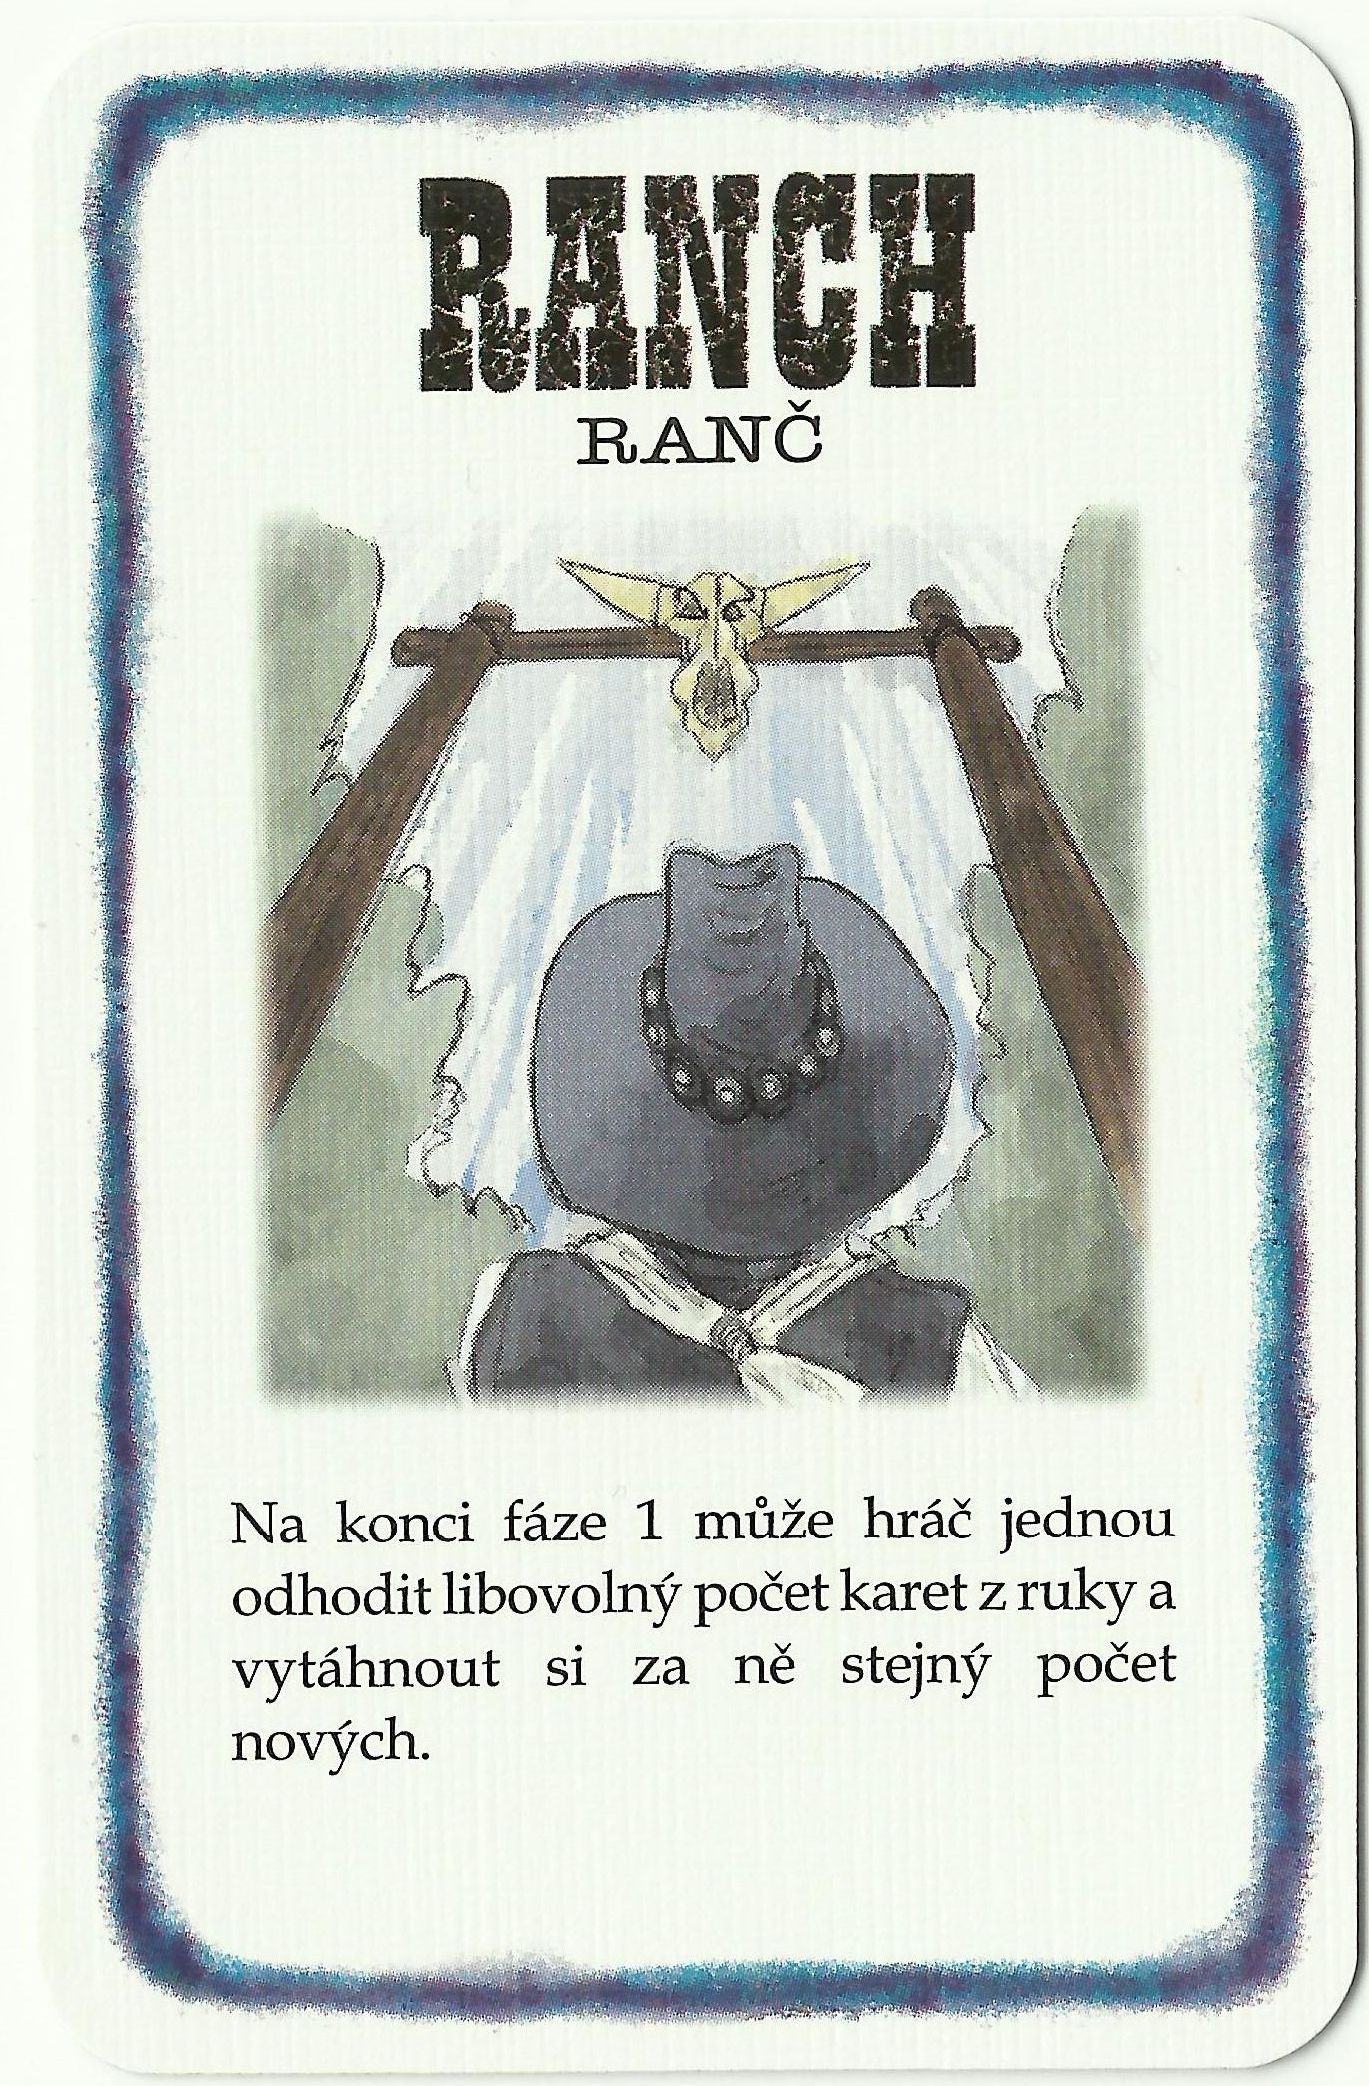 RANCH
RANČ
Na konci fáze 1 může hráč jednou
odhodit libovolný počet karet z ruky a
vytáhnout si za ně stejný počet
nových.